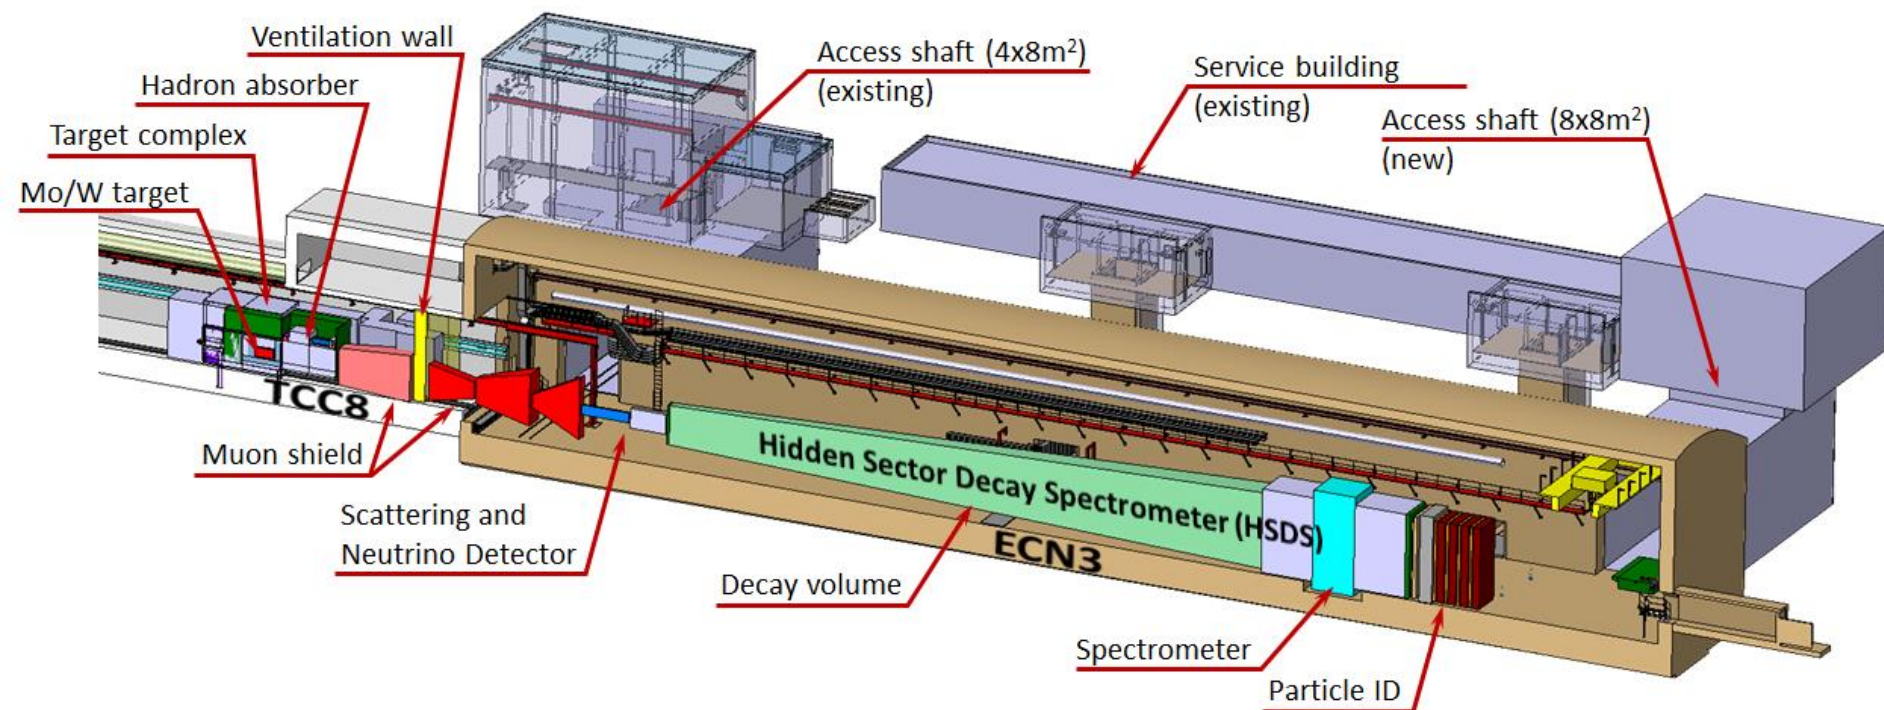 Ventilation wall
Hadron absorber
Target complex
Mo/W target
Access shaft (4x8m²)
(existing)
Service building
(existing)
Access shaft (8x8m²)
(new)
TCC8
Muon shield
Scattering and
Neutrino Detector
Hidden Sector Decay Spectrometer (HSDS)
ECN3
Decay volume
Spectrometer
Particle ID